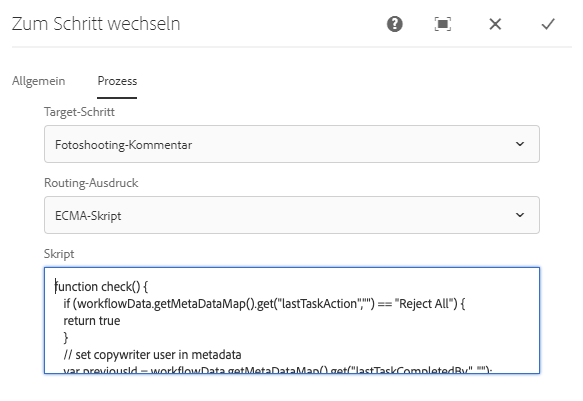 Zum Schritt wechseln
Allgemein Prozess
Target-Schritt
Fotoshooting-Kommentar
Routing-Ausdruck
ECMA-Skript
Skript
function check() {
if (workflowData.getMetaDataMap().get("lastTaskAction","") == "Reject All") {
return true
}
// set copywriter user in metadata
var previousId = workflowData.getMetaDataMap().get("lastTaskCompletedBy", "");